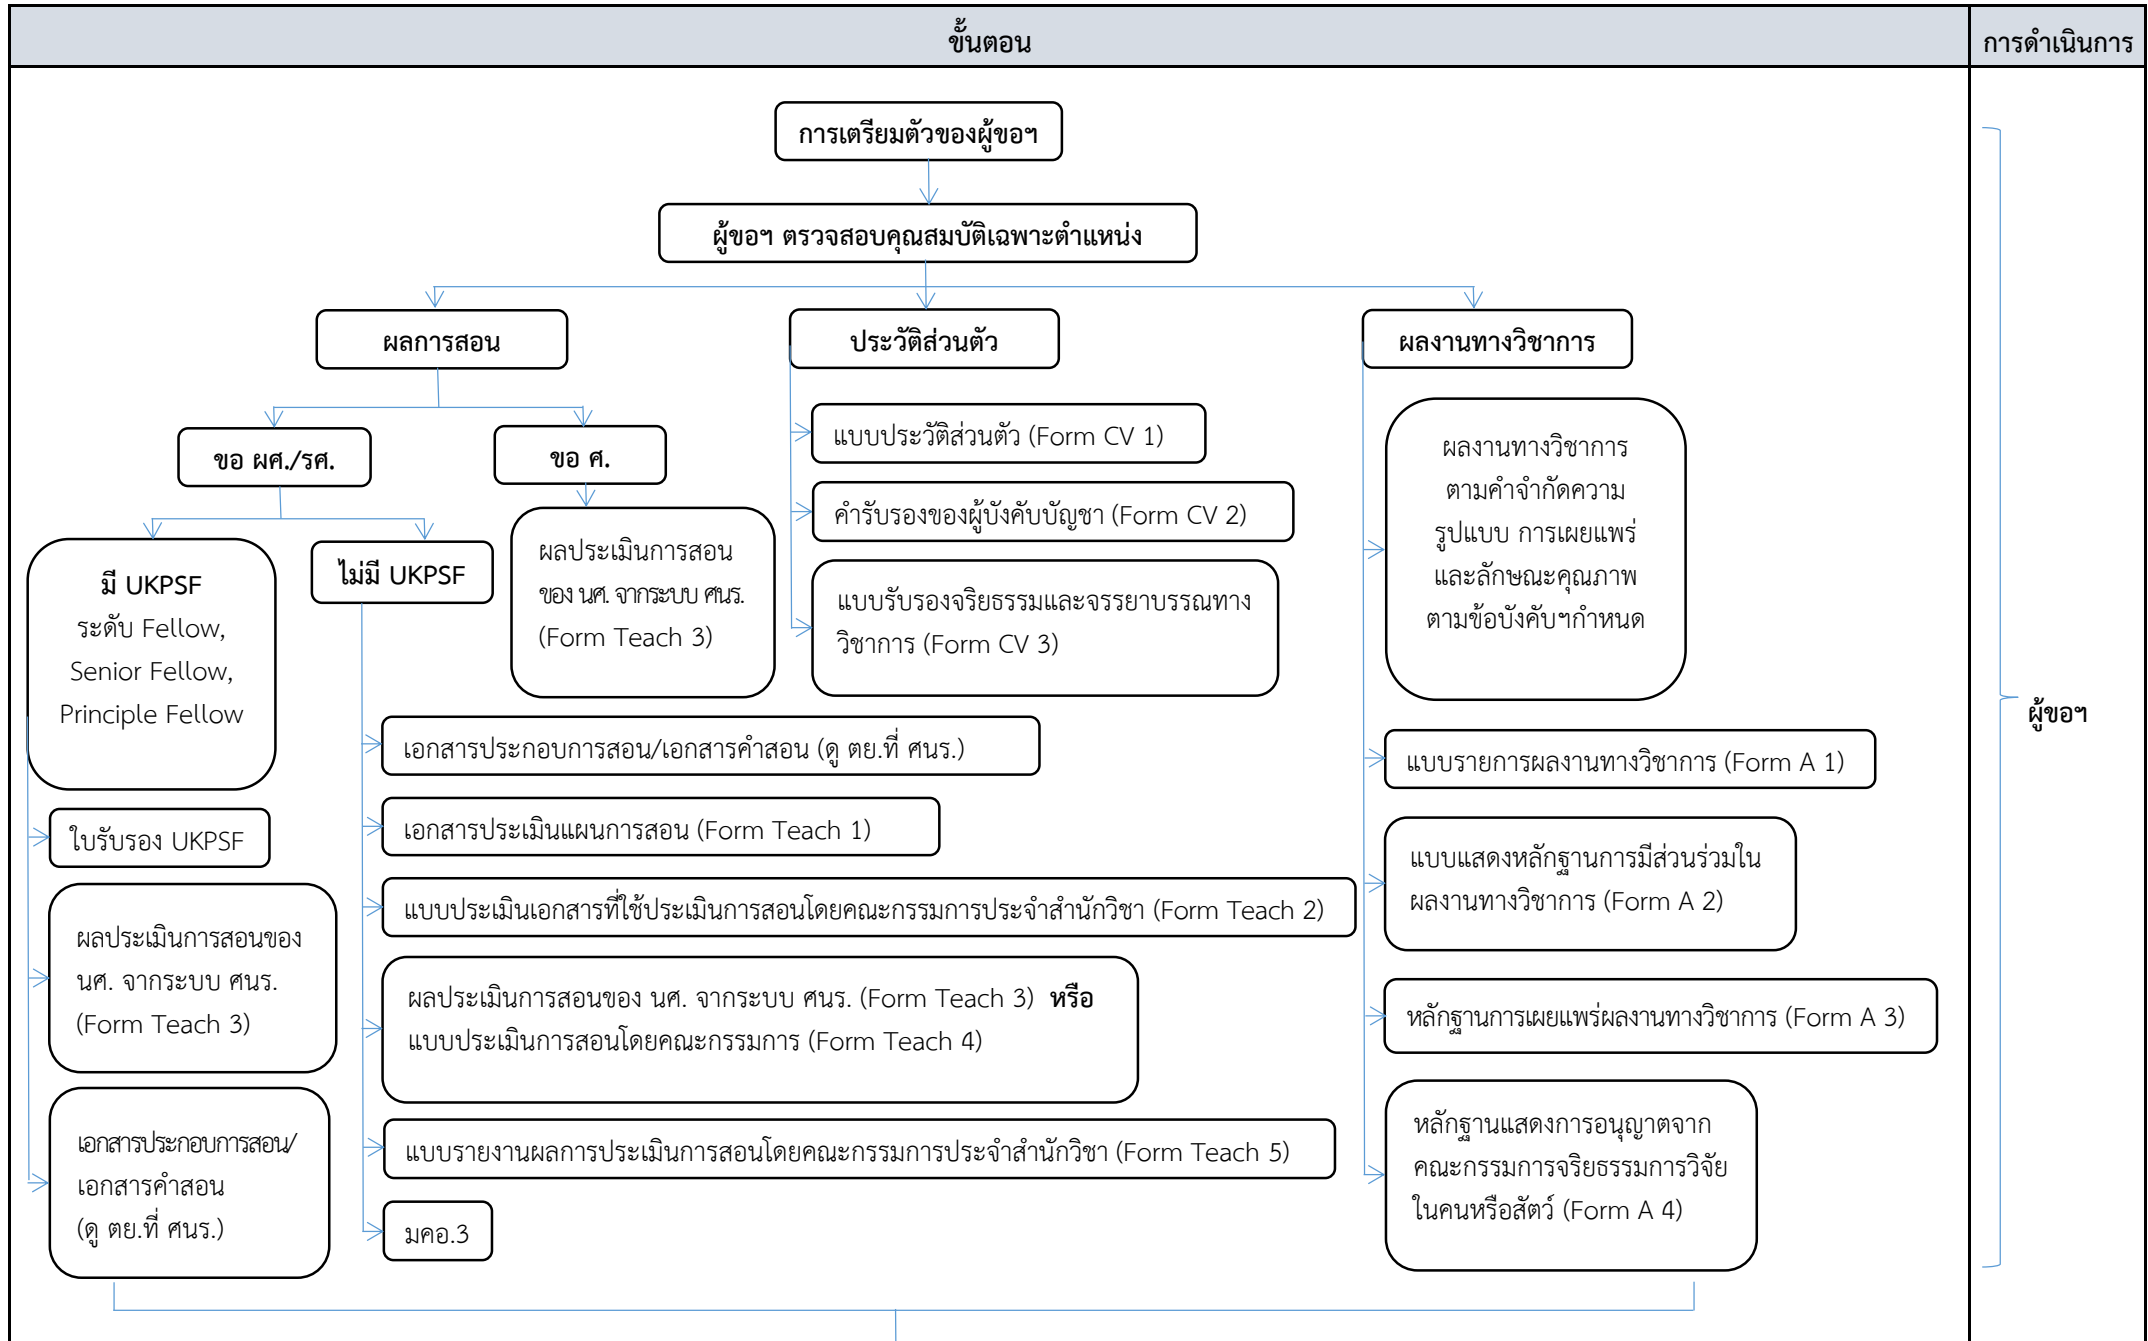 ขั้นตอน
การดำเนินการ
การเตรียมตัวของผู้ขอฯ
ผู้ขอฯ ตรวจสอบคุณสมบัติเฉพาะตำแหน่ง
ผลการสอน
ประวัติส่วนตัว
ผลงานทางวิชาการ
ขอ ผศ./รศ.
ขอ ศ.
มี UKPSF
ระดับ Fellow,
Senior Fellow,
Principle Fellow
ใบรับรอง UKPSF
ผลประเมินการสอนของ
นศ. จากระบบ ศนร.
(Form Teach 3)
เอกสารประกอบการสอน/
เอกสารคำสอน
(ดู ตย.ที่ ศนร.)
ไม่มี UKPSF
เอกสารประกอบการสอน/เอกสารคำสอน (ดู ตย.ที่ ศนร.)
เอกสารประเมินแผนการสอน (Form Teach 1)
แบบประเมินเอกสารที่ใช้ประเมินการสอนโดยคณะกรรมการประจำสำนักวิชา (Form Teach 2)
ผลประเมินการสอนของ นศ. จากระบบ ศนร. (Form Teach 3) หรือ
แบบประเมินการสอนโดยคณะกรรมการ (Form Teach 4)
แบบรายงานผลการประเมินการสอนโดยคณะกรรมการประจำสำนักวิชา (Form Teach 5)
มคอ.3
ผลประเมินการสอน
ของ นศ. จากระบบ ศนร.
(Form Teach 3)
แบบประวัติส่วนตัว (Form CV 1)
คำรับรองของผู้บังคับบัญชา (Form CV 2)
แบบรับรองจริยธรรมและจรรยาบรรณทาง
วิชาการ (Form CV 3)
ผลงานทางวิชาการ
ตามคำจำกัดความ
รูปแบบ การเผยแพร่
และลักษณะคุณภาพ
ตามข้อบังคับฯกำหนด
แบบรายการผลงานทางวิชาการ (Form A 1)
แบบแสดงหลักฐานการมีส่วนร่วมใน
ผลงานทางวิชาการ (Form A 2)
หลักฐานการเผยแพร่ผลงานทางวิชาการ (Form A 3)
หลักฐานแสดงการอนุญาตจาก
คณะกรรมการจริยธรรมการวิจัย
ในคนหรือสัตว์ (Form A 4)
ผู้ขอฯ